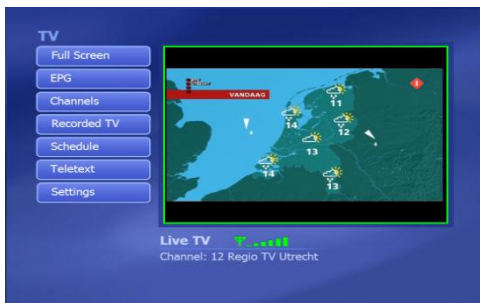 TV
Full Screen
EPG
Channels
Recorded TV
Schedule
Teletext
Settings
VANDAAG
11
14
12
13
14
13
Live TV
Channel: 12 Regio TV Utrecht